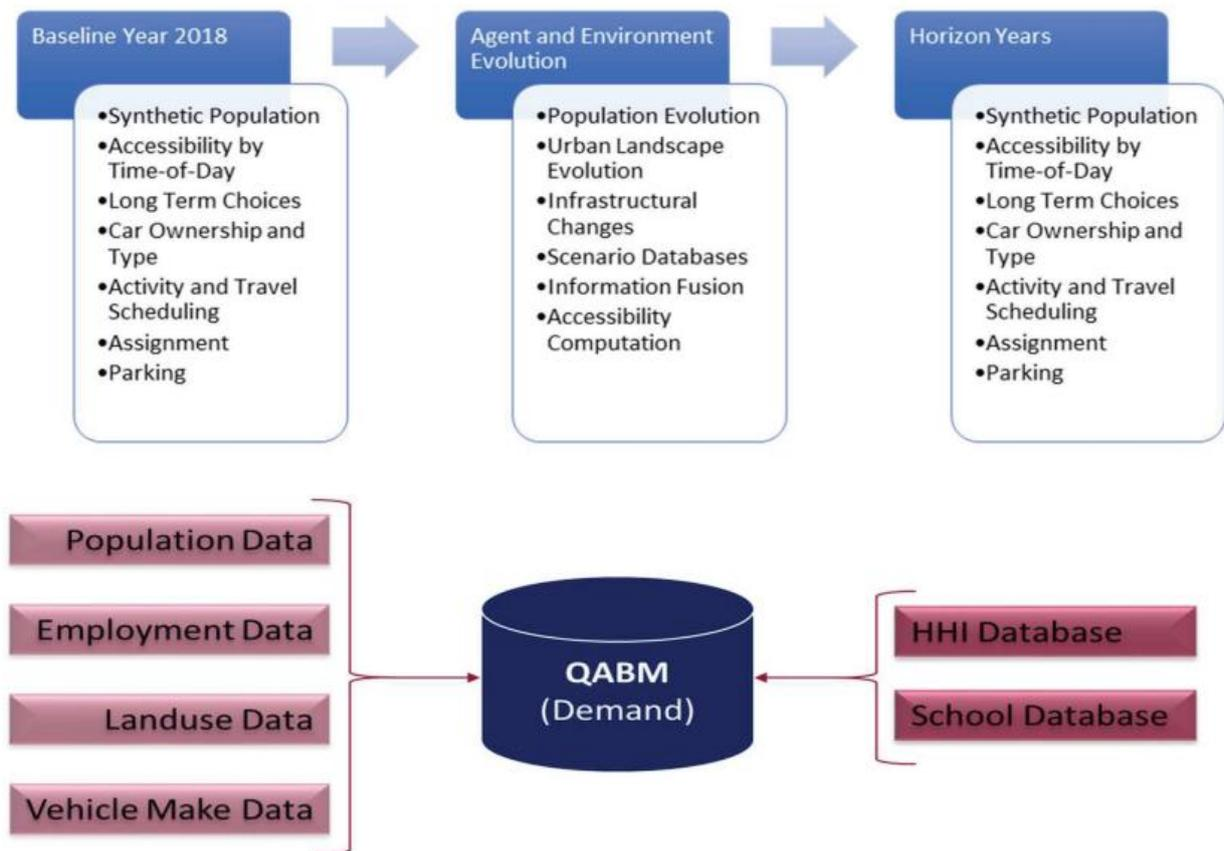 Baseline Year 2018
•Synthetic Population
•Accessibility by
Time-of-Day
•Long Term Choices
•Car Ownership and
Type
•Activity and Travel
Scheduling
•Assignment
•Parking
Agent and Environment
Evolution
•Population Evolution
•Urban Landscape
Evolution
•Infrastructural
Changes
•Scenario Databases
•Information Fusion
•Accessibility
Computation
Horizon Years
•Synthetic Population
•Accessibility by
Time-of-Day
•Long Term Choices
•Car Ownership and
Type
•Activity and Travel
Scheduling
•Assignment
•Parking
Population Data
Employment Data
Landuse Data
Vehicle Make Data
QABM
(Demand)
HHI Database
School Database